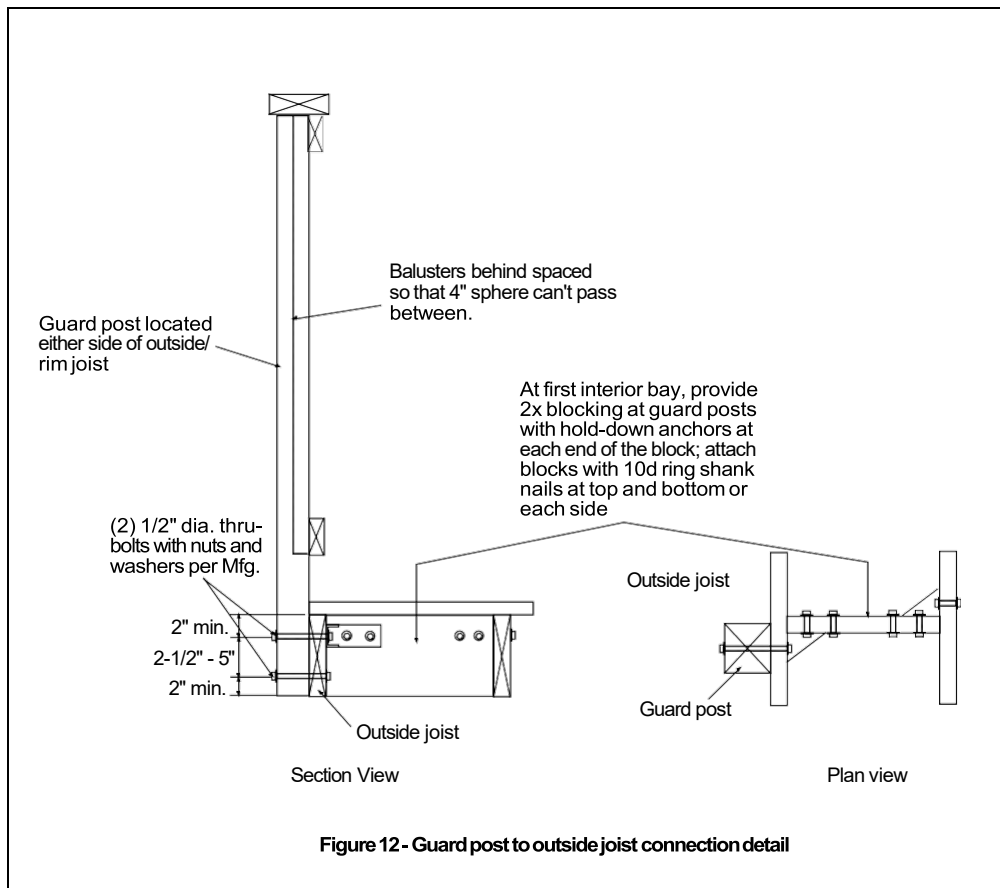 Balusters behind spaced
so that 4" sphere can't pass
between.
Guard post located
either side of outside/
rim joist
At first interior bay, provide
2x blocking at guard posts
with hold-down anchors at
each end of the block; attach
blocks with 10d ring shank
nails at top and bottom or
each side
(2) 1/2" dia. thru-
bolts with nuts and
washers per Mfg.
2" min.
2-1/2" - 5"
2" min.
Outside joist
Section View
Outside joist
Guard post
Plan view
Figure 12 - Guard post to outside joist connection detail